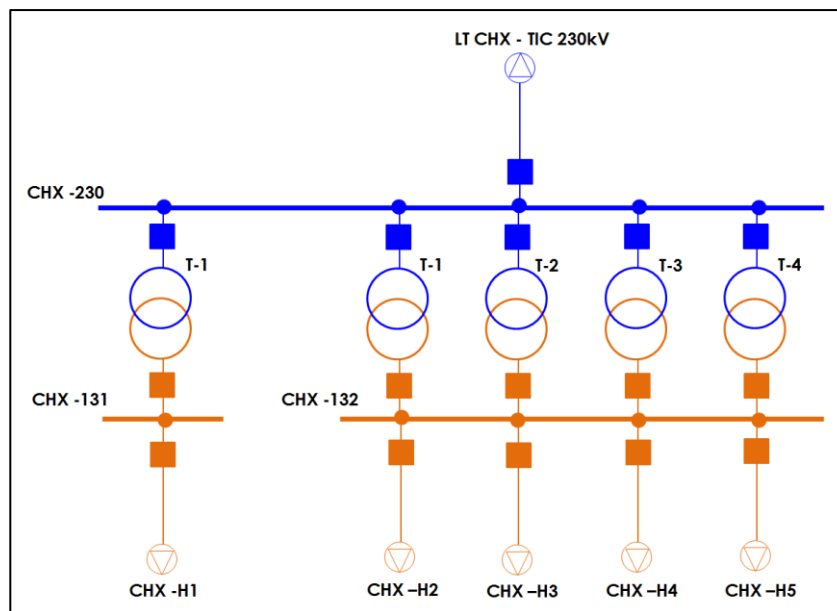 LT CHX - TIC 230kV
CHX -230
T-1
T-1
T-2
T-3
T-4
CHX -131
CHX -132
CHX -H1
CHX –H2
CHX –H3
CHX –H4
CHX –H5